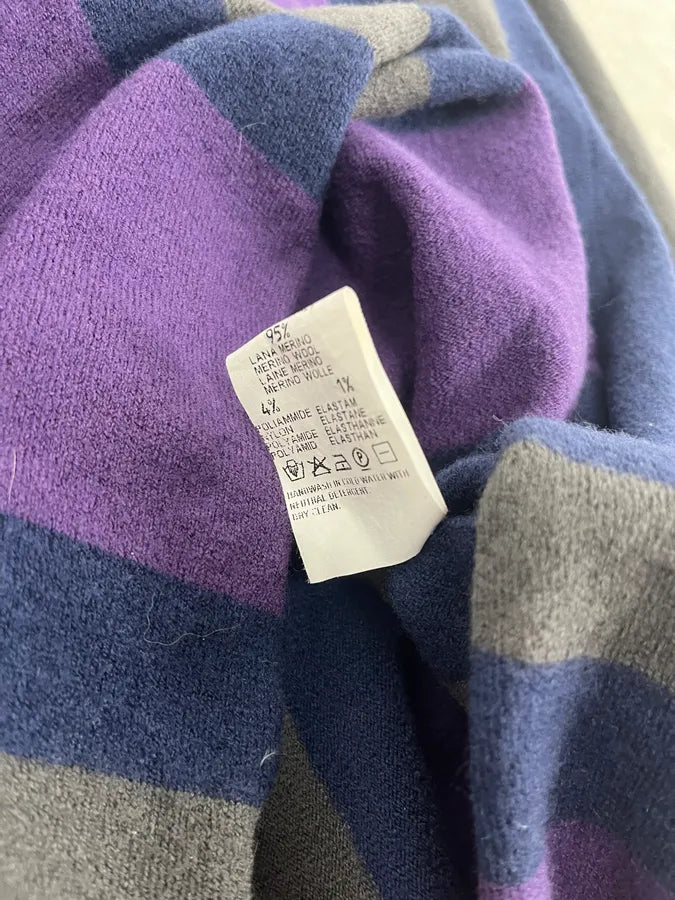 95%
LANA MERINO
MERINO WOOL
LAINE MERINO
MERINO WOLLE
4% 1%
POLIAMMIDE ELASTAM
NYLON ELASTANE
POLYAMIDE ELASTHANNE
POLYAMID ELASTHAN
HANDWASH IN COLD WATER WITH
NEUTRAL DETERGENT.
DRY CLEAN.